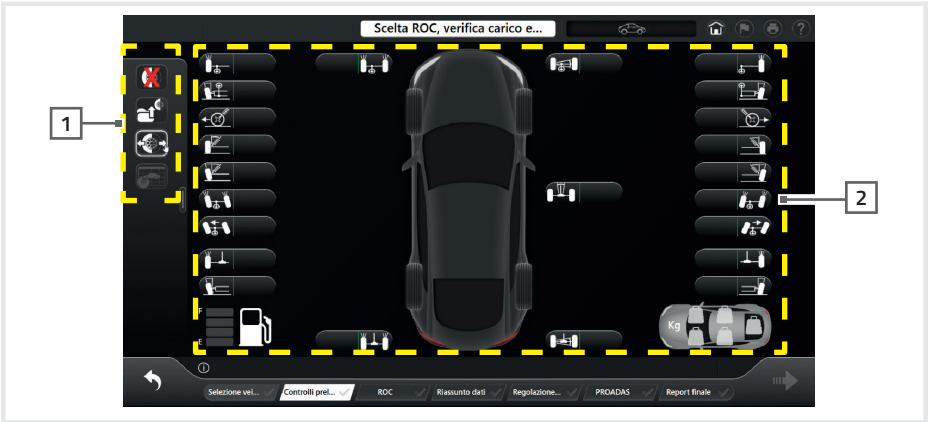 Scelta ROC, verifica carico e...
?
1
2
F
E
Kg
Selezione vei... Controlli prel... ROC Riassunto dati Regolazione... PROADAS Report finale